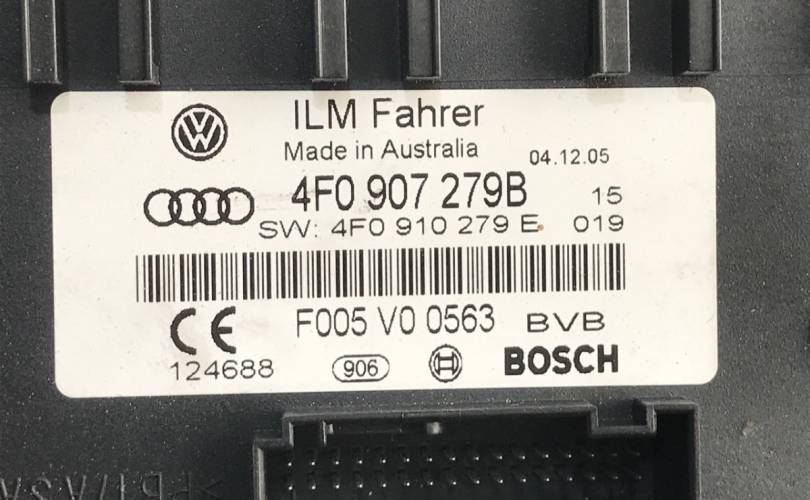 ILM Fahrer
Made in Australia 04.12.05
4F0 907 279B 15
SW: 4F0 910 279 E. 019
F005 V0 0563 BVB
CE
124688 906 BOSCH